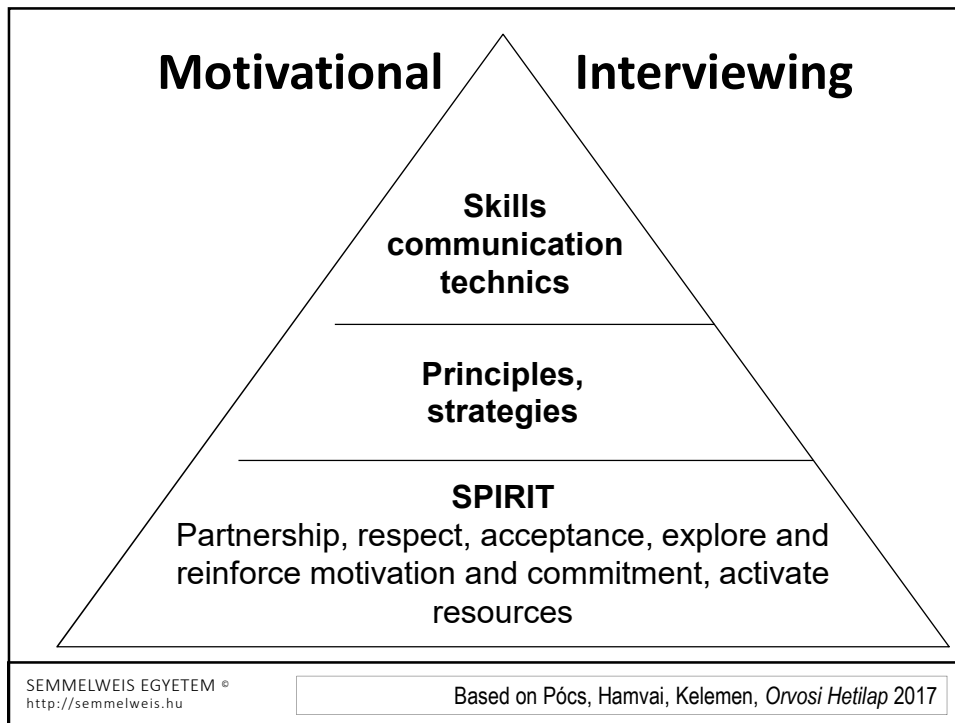 Motivational Interviewing
Skills
communication
technics
Principles,
strategies
SPIRIT
Partnership, respect, acceptance, explore and
reinforce motivation and commitment, activate
resources
SEMMELWEIS EGYETEM ©
http://semmelweis.hu
Based on Pócs, Hamvai, Kelemen, Orvosi Hetilap 2017